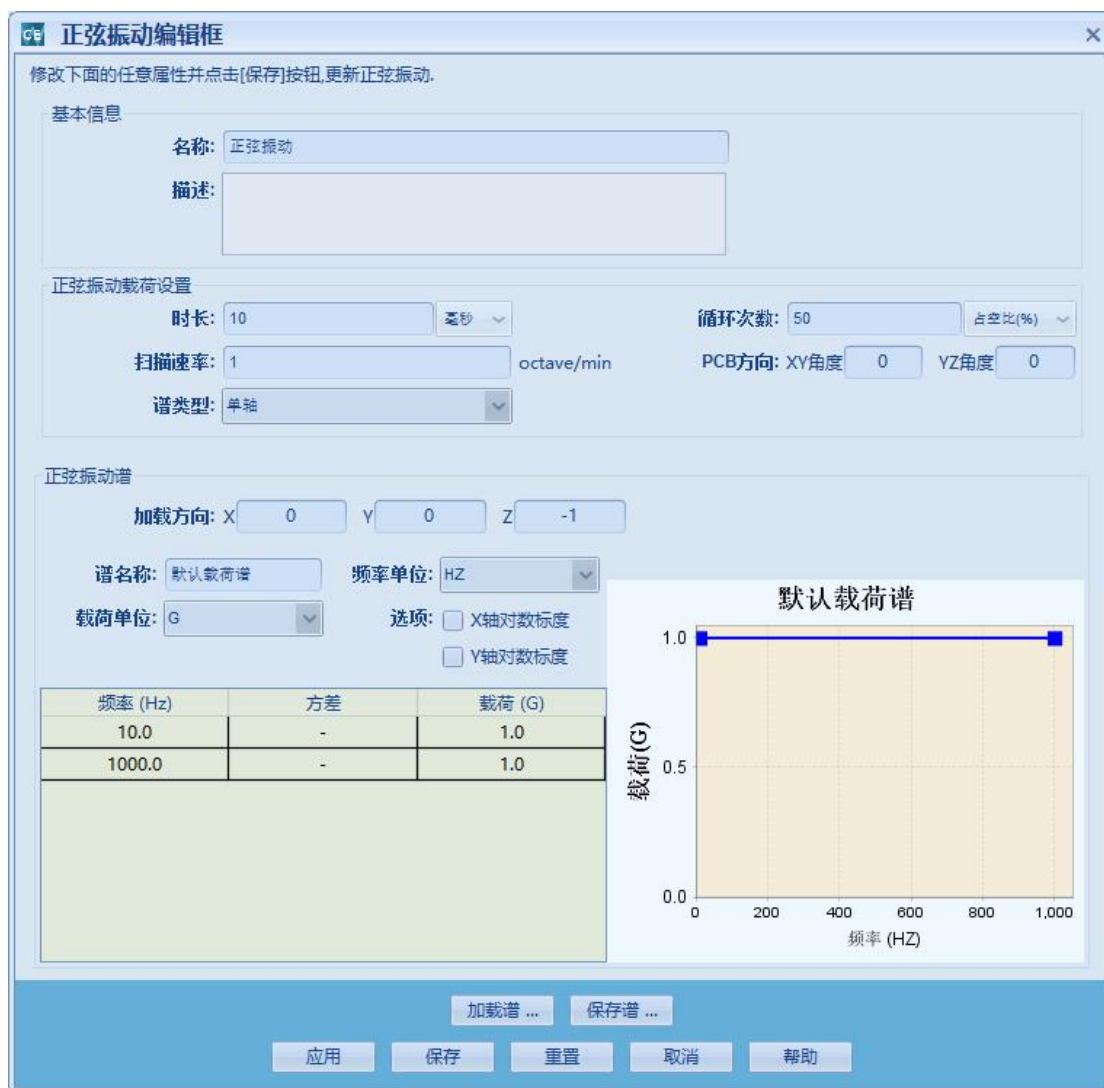 CE 正弦振动编辑框 ×
修改下面的任意属性并点击[保存]按钮,更新正弦振动.
基本信息
名称: 正弦振动
描述:
正弦振动载荷设置
时长: 10 毫秒 循环次数: 50 占空比(%)
扫描速率: 1 octave/min PCB方向: XY角度 0 YZ角度 0
谱类型: 单轴
正弦振动谱
加载方向: X 0 Y 0 Z -1
谱名称: 默认载荷谱 频率单位: HZ
载荷单位: G 选项: X轴对数标度
Y轴对数标度
频率 (Hz) 方差 载荷 (G)
10.0 - 1.0
1000.0 - 1.0
默认载荷谱
1.0
0.5
0.0
载荷(G)
0 200 400 600 800 1,000
频率 (HZ)
加载谱 ... 保存谱 ...
应用 保存 重置 取消 帮助